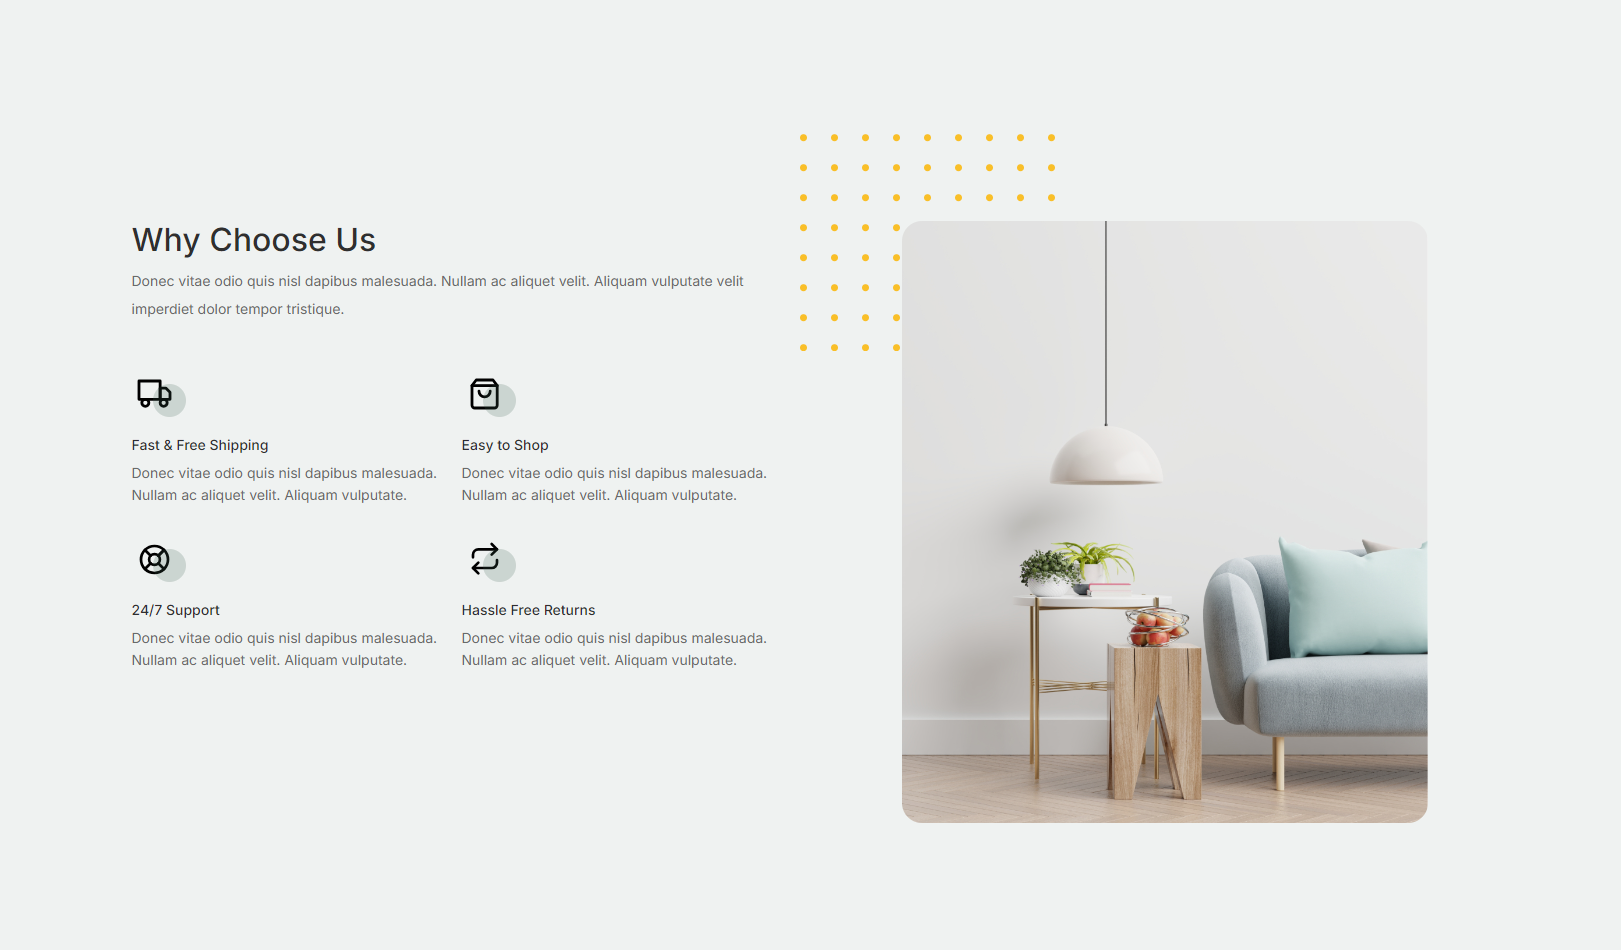 Why Choose Us
Donec vitae odio quis nisl dapibus malesuada. Nullam ac aliquet velit. Aliquam vulputate velit
imperdiet dolor tempor tristique.
Fast & Free Shipping
Donec vitae odio quis nisl dapibus malesuada.
Nullam ac aliquet velit. Aliquam vulputate.
Easy to Shop
Donec vitae odio quis nisl dapibus malesuada.
Nullam ac aliquet velit. Aliquam vulputate.
24/7 Support
Donec vitae odio quis nisl dapibus malesuada.
Nullam ac aliquet velit. Aliquam vulputate.
Hassle Free Returns
Donec vitae odio quis nisl dapibus malesuada.
Nullam ac aliquet velit. Aliquam vulputate.